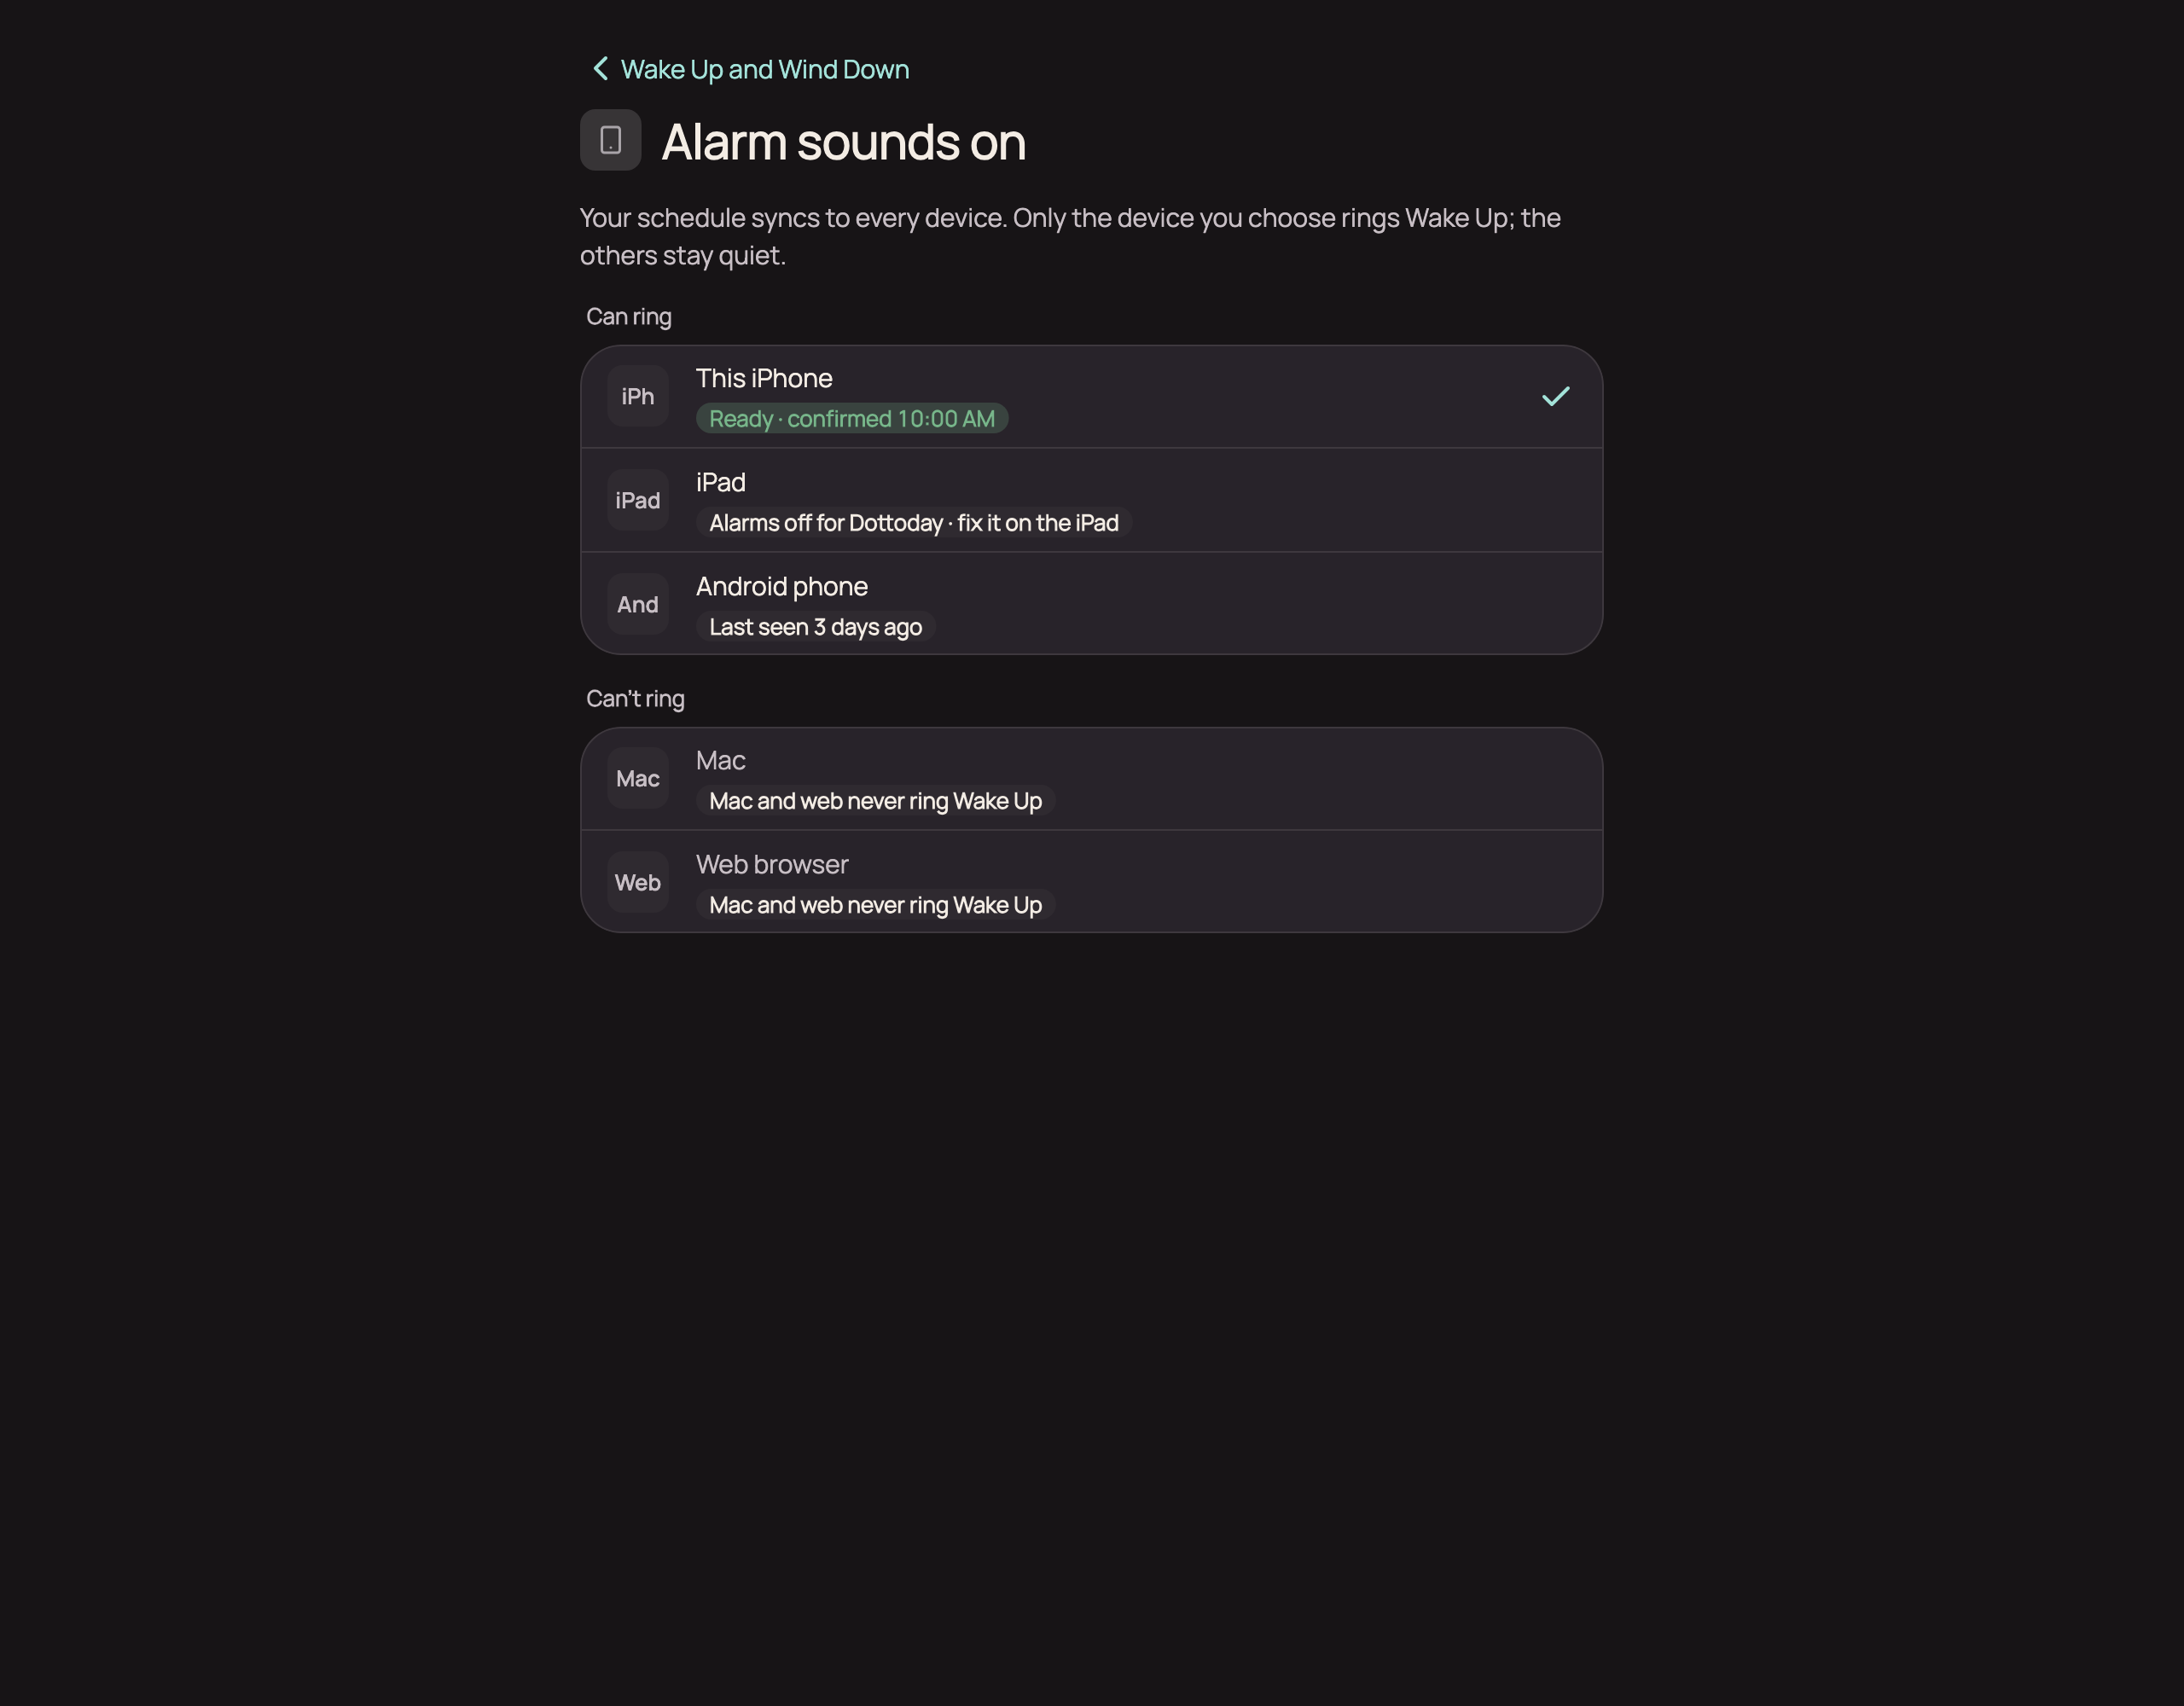 Wake Up and Wind Down
Alarm sounds on
Your schedule syncs to every device. Only the device you choose rings Wake Up; the
others stay quiet.
Can ring
iPh
This iPhone
Ready · confirmed 10:00 AM
iPad
iPad
Alarms off for Dottoday · fix it on the iPad
And
Android phone
Last seen 3 days ago
Can’t ring
Mac
Mac
Mac and web never ring Wake Up
Web
Web browser
Mac and web never ring Wake Up